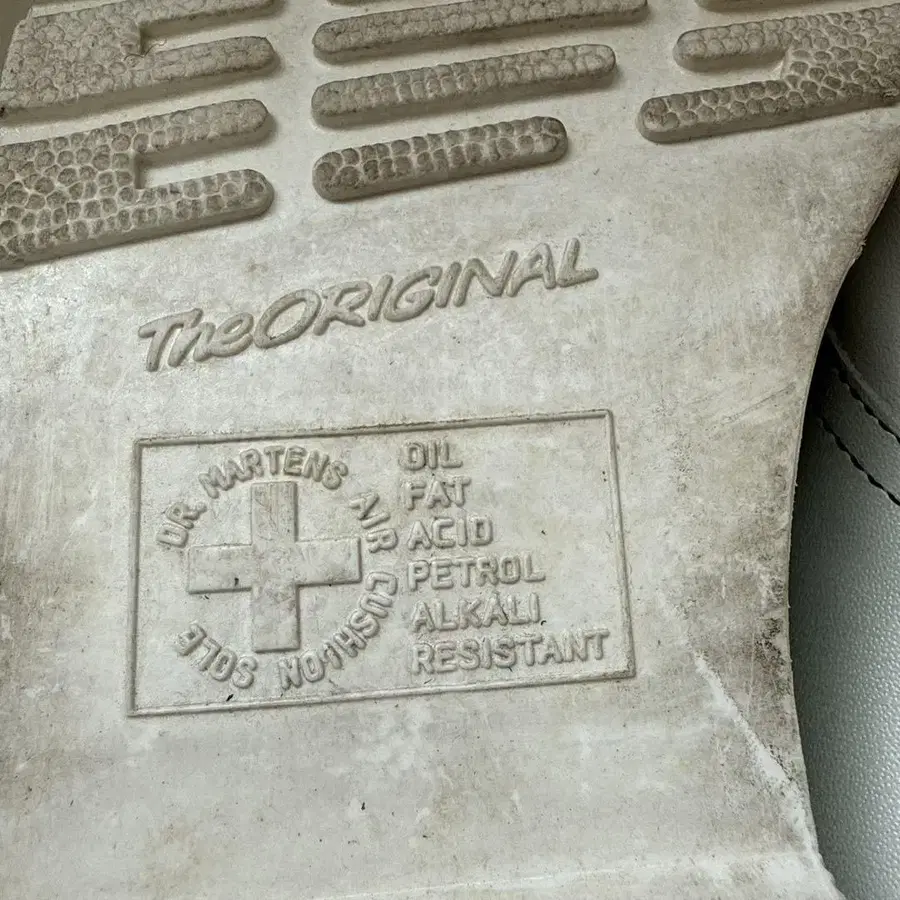 The ORIGINAL
DR. MARTENS AIR CUSHION SOLE
OIL
FAT
ACID
PETROL
ALKALI
RESISTANT